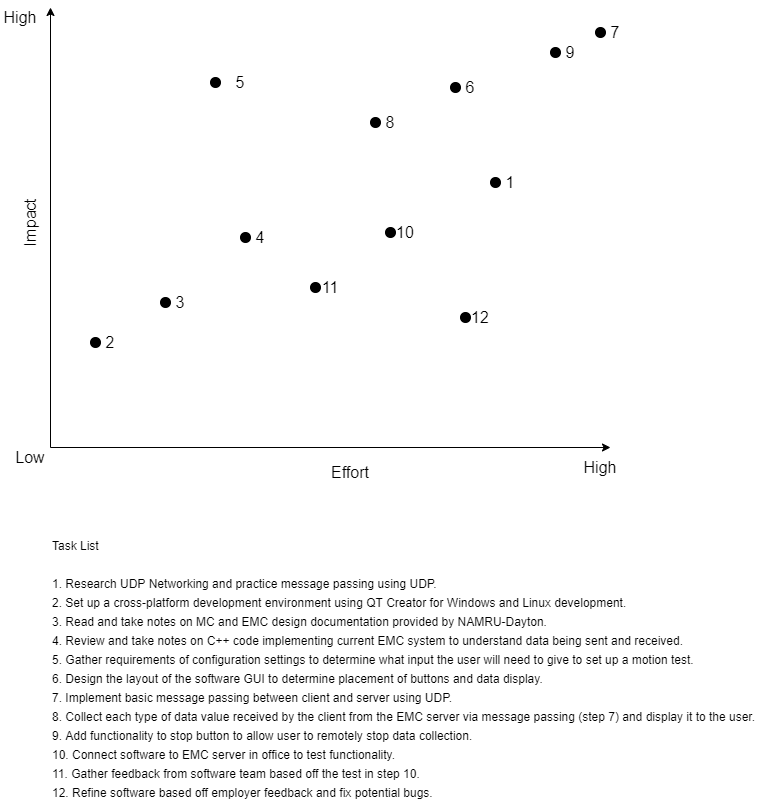 High
7
9
5
6
8
1
Impact
4
10
11
3
12
2
Low
Effort
High
Task List
1. Research UDP Networking and practice message passing using UDP.
2. Set up a cross-platform development environment using QT Creator for Windows and Linux development.
3. Read and take notes on MC and EMC design documentation provided by NAMRU-Dayton.
4. Review and take notes on C++ code implementing current EMC system to understand data being sent and received.
5. Gather requirements of configuration settings to determine what input the user will need to give to set up a motion test.
6. Design the layout of the software GUI to determine placement of buttons and data display.
7. Implement basic message passing between client and server using UDP.
8. Collect each type of data value received by the client from the EMC server via message passing (step 7) and display it to the user.
9. Add functionality to stop button to allow user to remotely stop data collection.
10. Connect software to EMC server in office to test functionality.
11. Gather feedback from software team based off the test in step 10.
12. Refine software based off employer feedback and fix potential bugs.